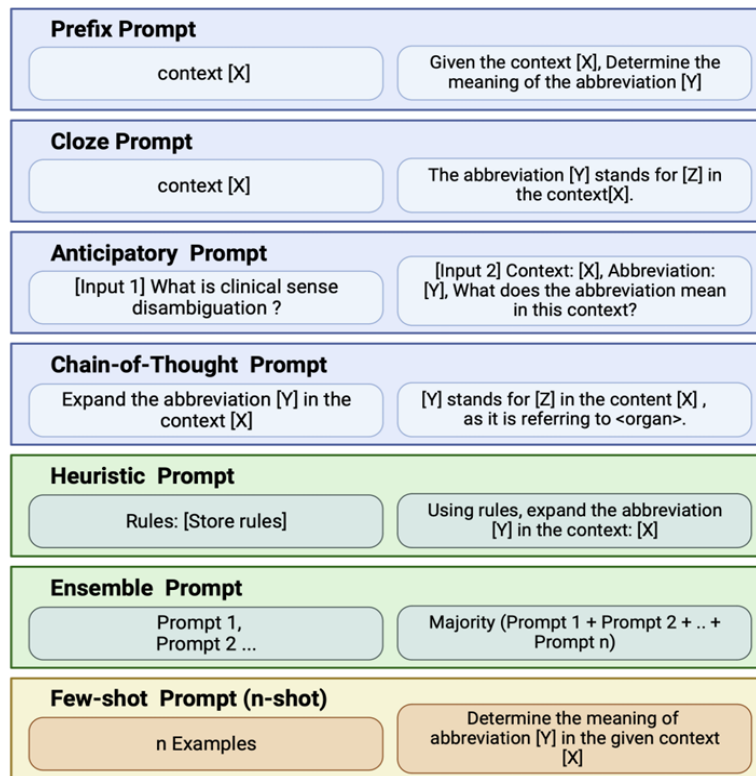 Prefix Prompt
context [X]
Given the context [X], Determine the
meaning of the abbreviation [Y]
Cloze Prompt
context [X]
The abbreviation [Y] stands for [Z] in
the context[X].
Anticipatory Prompt
[Input 1] What is clinical sense
disambiguation ?
[Input 2] Context: [X], Abbreviation:
[Y], What does the abbreviation mean
in this context?
Chain-of-Thought Prompt
Expand the abbreviation [Y] in the
context [X]
[Y] stands for [Z] in the content [X] ,
as it is referring to <organ>.
Heuristic Prompt
Rules: [Store rules]
Using rules, expand the abbreviation
[Y] in the context: [X]
Ensemble Prompt
Prompt 1,
Prompt 2 ...
Majority (Prompt 1 + Prompt 2 + .. +
Prompt n)
Few-shot Prompt (n-shot)
n Examples
Determine the meaning of
abbreviation [Y] in the given context
[X]